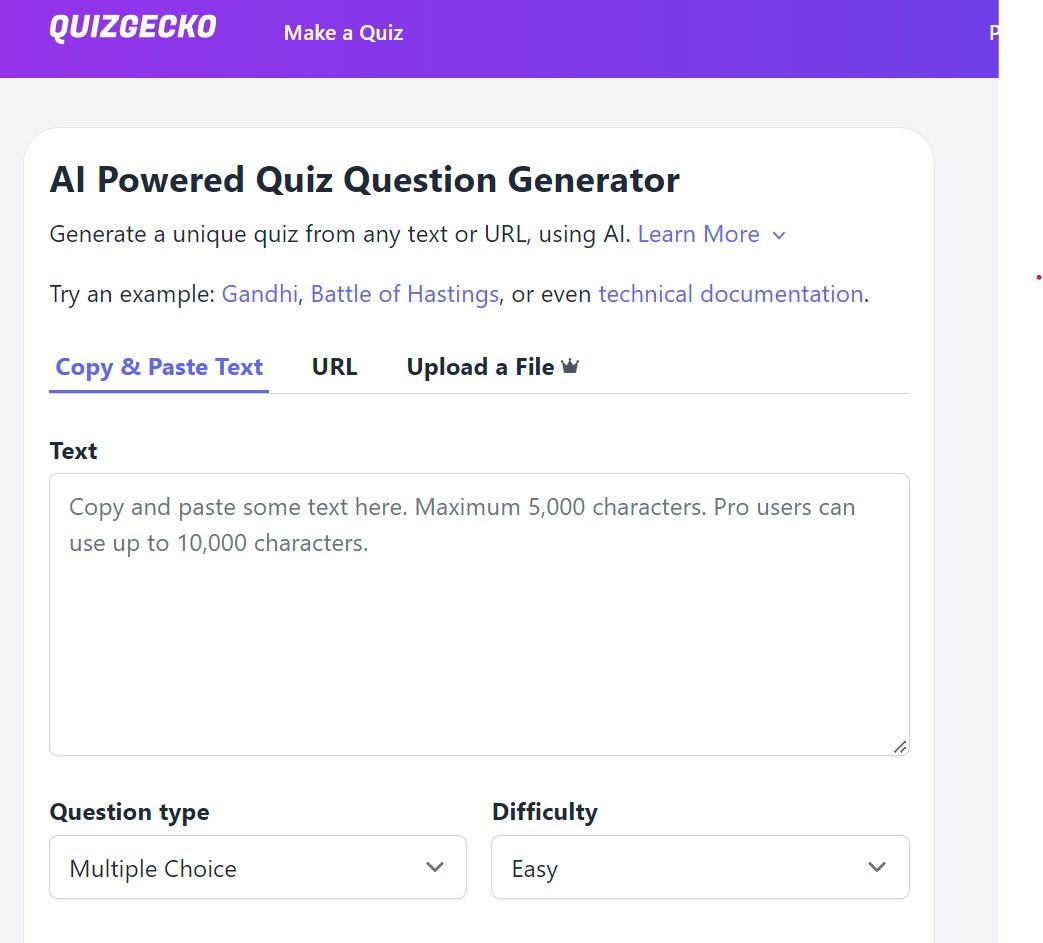 QUIZGECKO Make a Quiz P
AI Powered Quiz Question Generator
Generate a unique quiz from any text or URL, using AI. Learn More
Try an example: Gandhi, Battle of Hastings, or even technical documentation.
Copy & Paste Text URL Upload a File
Text
Copy and paste some text here. Maximum 5,000 characters. Pro users can
use up to 10,000 characters.
Question type Difficulty
Multiple Choice Easy